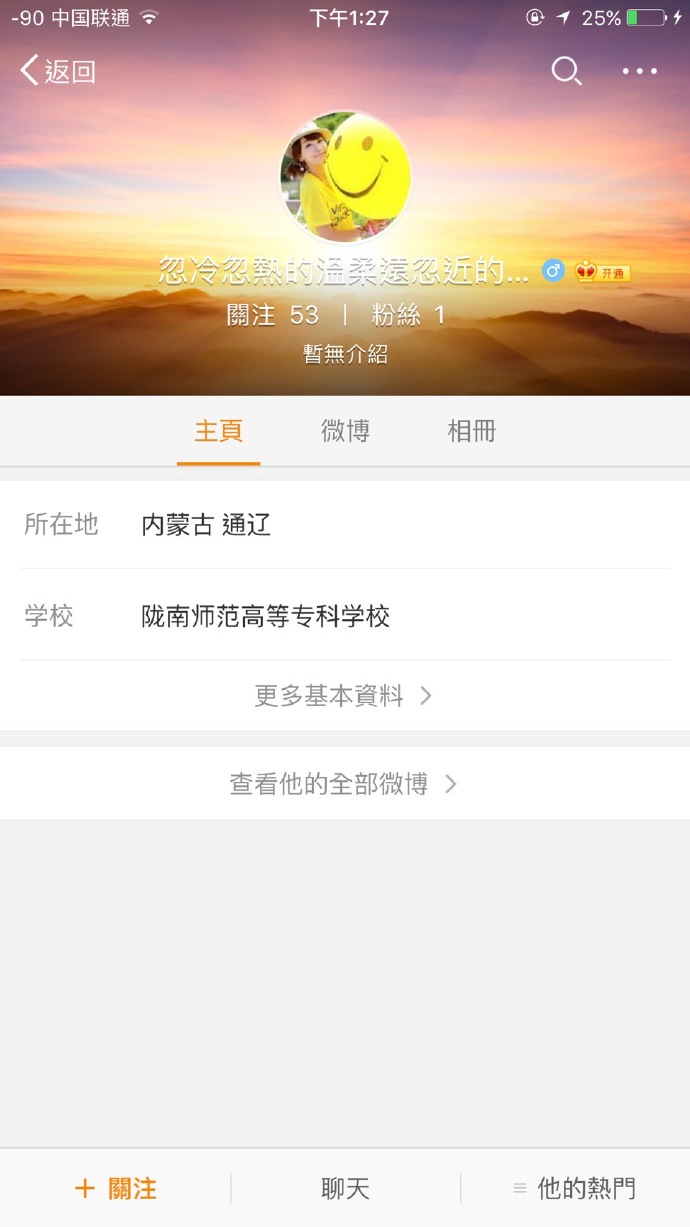 -90 中国联通 下午1:27 25%
返回
忽冷忽熱的溫柔遠忽近的... 开通
關注 53 | 粉絲 1
暫無介紹
主頁 微博 相冊
所在地 内蒙古 通辽
学校 陇南师范高等专科学校
更多基本資料
查看他的全部微博
+ 關注 聊天 他的熱門